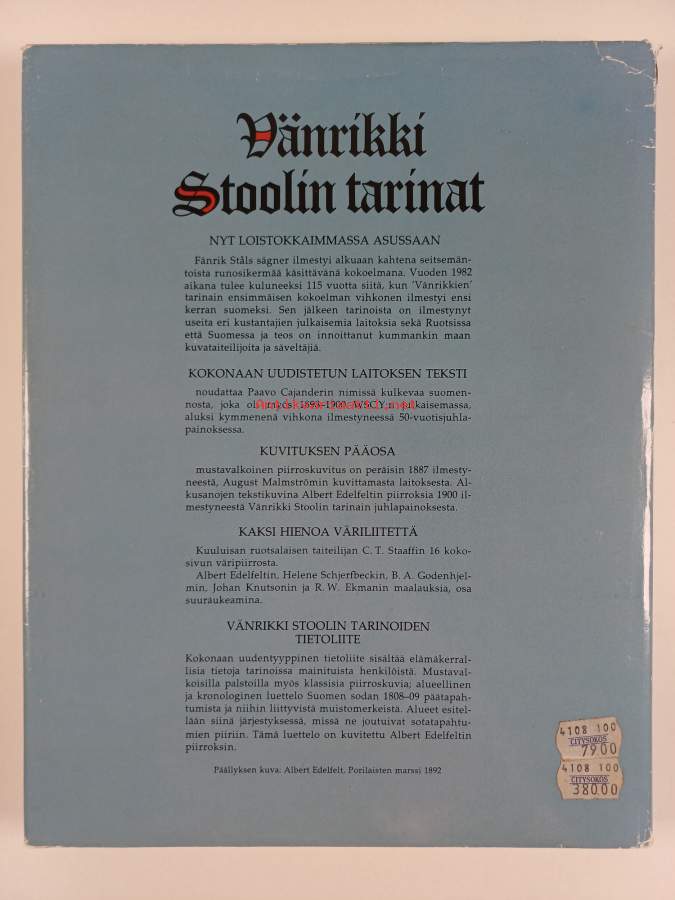 Vänrikki
Stoolin tarinat
NYT LOISTOKKAIMMASSA ASUSSAAN
Fänrik Ståls sägner ilmestyi alkuaan kahtena seitsemän-
toista runosikermää käsittävänä kokoelmana. Vuoden 1982
aikana tulee kuluneeksi 115 vuotta siitä, kun 'Vänrikkien'
tarinain ensimmäisen kokoelman vihkonen ilmestyi ensi
kerran suomeksi. Sen jälkeen tarinoista on ilmestynyt
useita eri kustantajien julkaisemia laitoksia sekä Ruotsissa
että Suomessa ja teos on innoittanut kummankin maan
kuvataiteilijoita ja säveltäjiä.
KOKONAAN UUDISTETUN LAITOKSEN TEKSTI
noudattaa Paavo Cajanderin nimissä kulkevaa suomen-
nosta, joka oli myös 1893–1900 WSOY:n julkaisemassa,
aluksi kymmenenä vihkona ilmestyneessä 50-vuotisjuhla-
painoksessa.
KUVITUKSEN PÄÄOSA
mustavalkoinen piirroskuvitus on peräisin 1887 ilmesty-
neestä, August Malmströmin kuvittamasta laitoksesta. Al-
kusanojen tekstikuvina Albert Edelfeltin piirroksia 1900 il-
mestyneestä Vänrikki Stoolin tarinain juhlapainoksesta.
KAKSI HIENOA VÄRILIITETTÄ
Kuuluisan ruotsalaisen taiteilijan C. T. Staaffin 16 koko-
sivun väripiirrosta.
Albert Edelfeltin, Helene Schjerfbeckin, B. A. Godenhjel-
min, Johan Knutsonin ja R. W. Ekmanin maalauksia, osa
suuräukeamina.
VÄNRIKKI STOOLIN TARINOIDEN
TIETOLIITE
Kokonaan uudentyyppinen tietoliite sisältää elämäkerral-
lisia tietoja tarinoissa mainituista henkilöistä. Mustaval-
koisilla palstoilla myös klassisia piirroskuvia; alueellinen
ja kronologinen luettelo Suomen sodan 1808–09 päätapah-
tumista ja niihin liittyvistä muistomerkeistä. Alueet esitel-
lään siinä järjestyksessä, missä ne joutuivat sotatapahtu-
mien piiriin. Tämä luettelo on kuvitettu Albert Edelfeltin
piirroksin.
Päällyksen kuva: Albert Edelfelt, Porilaisten marssi 1892
4108 100
CITYSOKOS
7900
4108 100
CITYSOKOS
38000